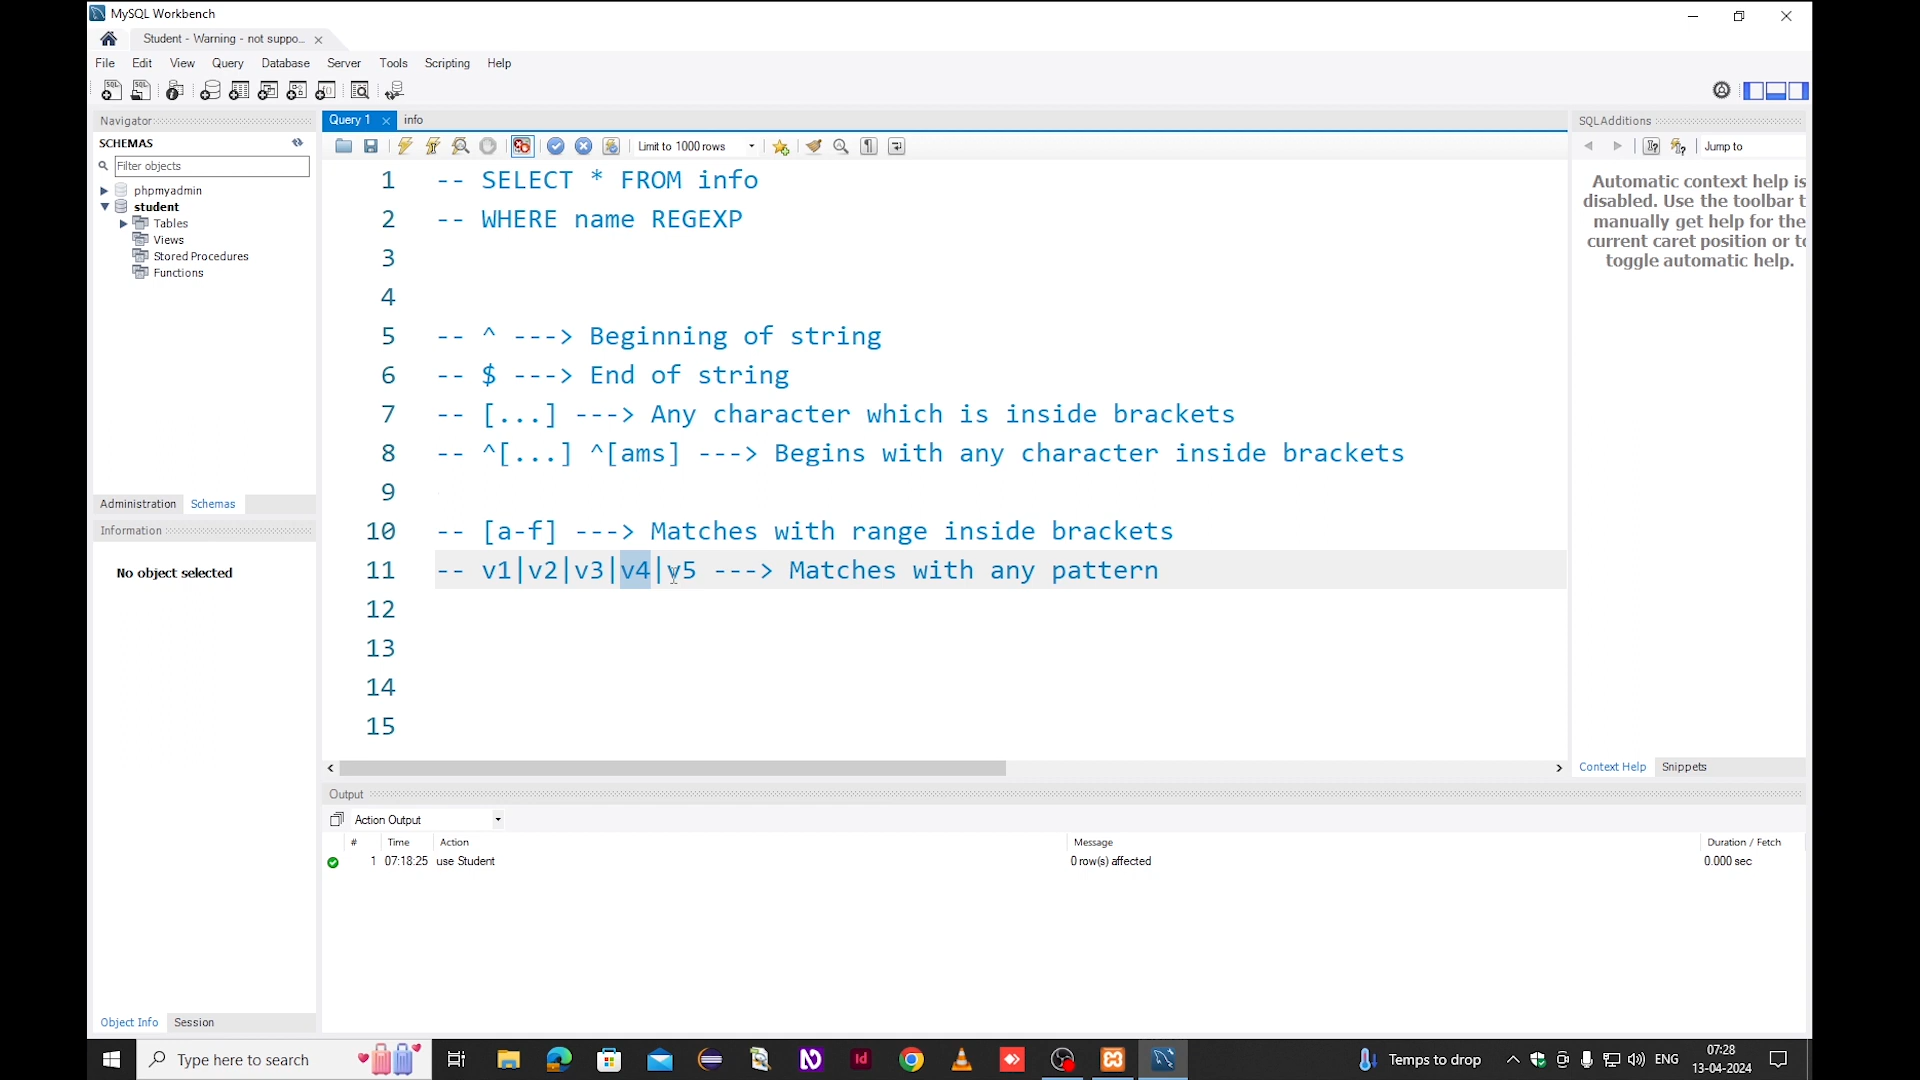 MySQL Workbench
Student - Warning - not suppo...
File Edit View Query Database Server Tools Scripting Help
Navigator
SCHEMAS
Filter objects
phpmyadmin
student
Tables
Views
Stored Procedures
Functions
Administration Schemas
Information
No object selected
Object Info Session
Query 1 info
Limit to 1000 rows
1 -- SELECT * FROM info
2 -- WHERE name REGEXP
3
4
5 -- ^ ---> Beginning of string
6 -- $ ---> End of string
7 -- [...] ---> Any character which is inside brackets
8 -- ^[...] ^[ams] ---> Begins with any character inside brackets
9
10 -- [a-f] ---> Matches with range inside brackets
11 -- v1|v2|v3|v4|v5 ---> Matches with any pattern
12
13
14
15
SQLAdditions
Jump to
Automatic context help is
disabled. Use the toolbar t
manually get help for the
current caret position or to
toggle automatic help.
Context Help Snippets
Output
Action Output
# Time Action Message Duration / Fetch
1 07:18:25 use Student 0 row(s) affected 0.000 sec
Type here to search
Temps to drop
ENG
07:28
13-04-2024